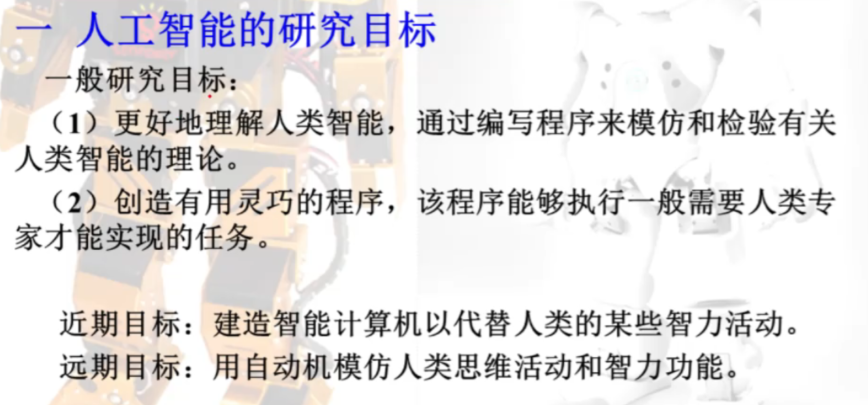 一 人工智能的研究目标
一般研究目标：
（1）更好地理解人类智能，通过编写程序来模仿和检验有关
人类智能的理论。
（2）创造有用灵巧的程序，该程序能够执行一般需要人类专
家才能实现的任务。
近期目标：建造智能计算机以代替人类的某些智力活动。
远期目标：用自动机模仿人类思维活动和智力功能。